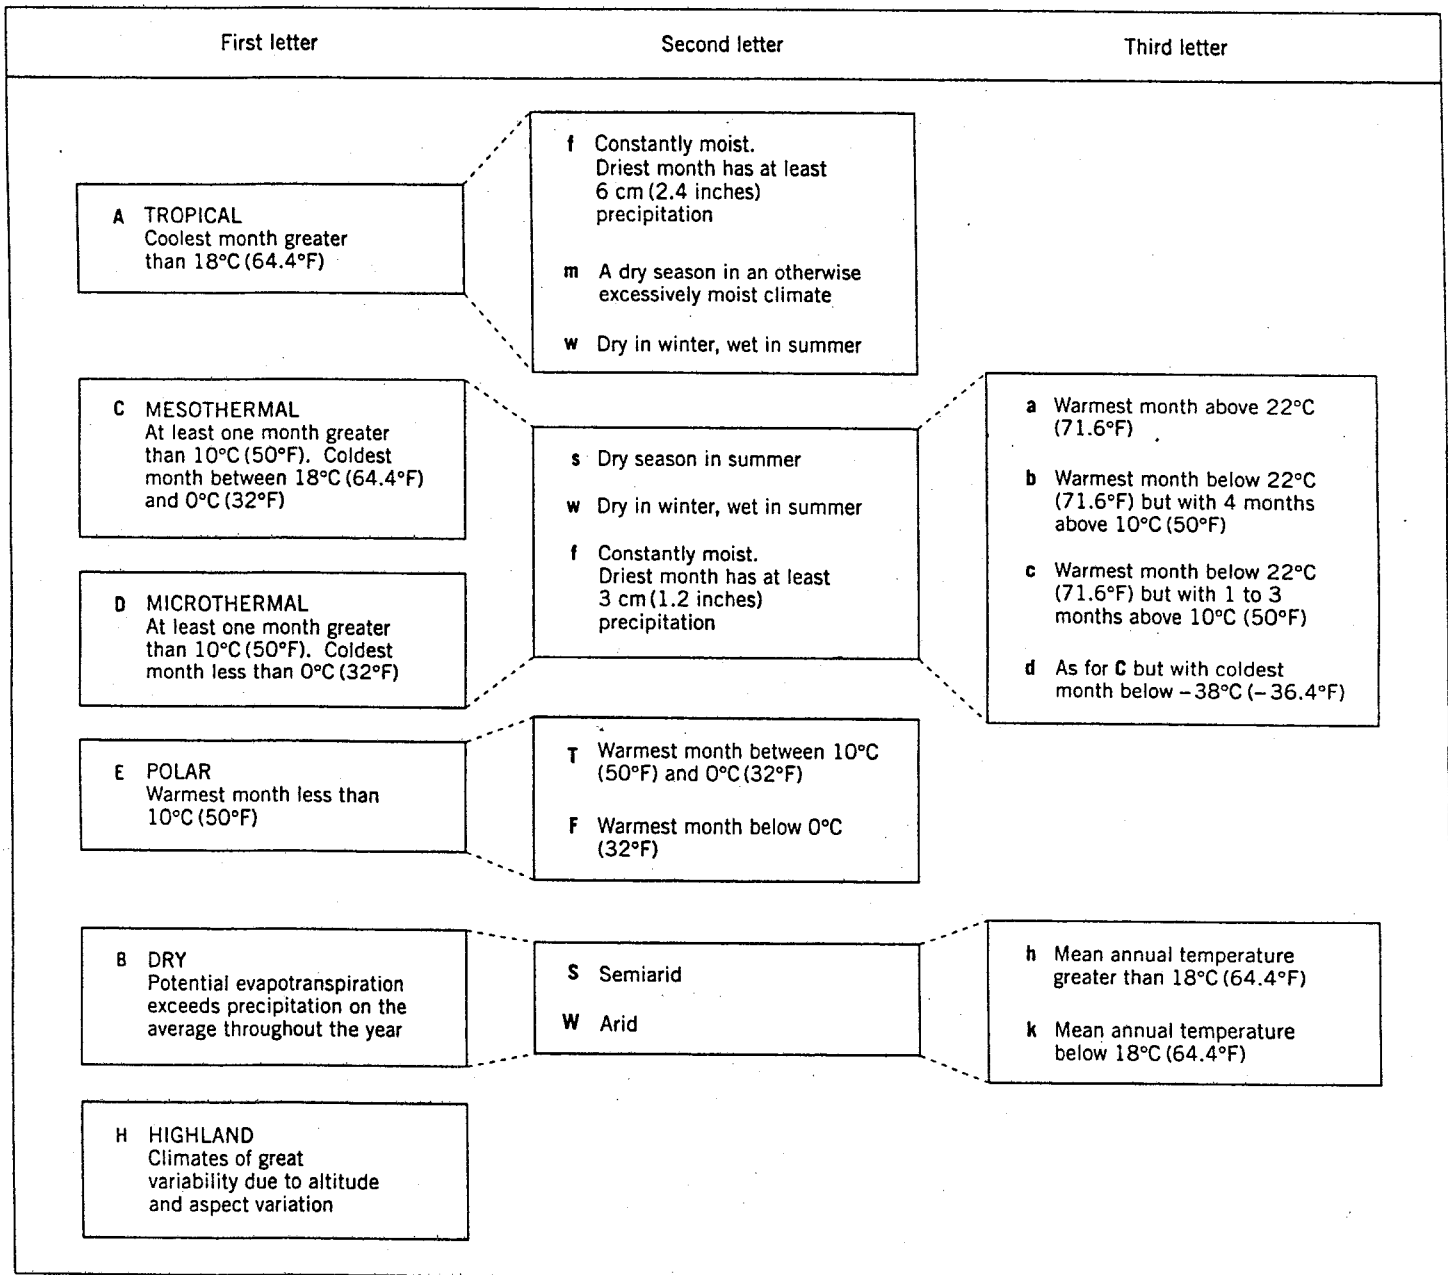 First letter
Second letter
Third letter
A TROPICAL
Coolest month greater
than 18°C (64.4°F)
f Constantly moist.
Driest month has at least
6 cm (2.4 inches)
precipitation
m A dry season in an otherwise
excessively moist climate
w Dry in winter, wet in summer
C MESOTHERMAL
At least one month greater
than 10°C (50°F). Coldest
month between 18°C (64.4°F)
and 0°C (32°F)
D MICROTHERMAL
At least one month greater
than 10°C (50°F). Coldest
month less than 0°C (32°F)
s Dry season in summer
w Dry in winter, wet in summer
f Constantly moist.
Driest month has at least
3 cm (1.2 inches)
precipitation
a Warmest month above 22°C
(71.6°F)
b Warmest month below 22°C
(71.6°F) but with 4 months
above 10°C (50°F)
c Warmest month below 22°C
(71.6°F) but with 1 to 3
months above 10°C (50°F)
d As for C but with coldest
month below −38°C (−36.4°F)
E POLAR
Warmest month less than
10°C (50°F)
T Warmest month between 10°C
(50°F) and 0°C (32°F)
F Warmest month below 0°C
(32°F)
B DRY
Potential evapotranspiration
exceeds precipitation on the
average throughout the year
S Semiarid
W Arid
h Mean annual temperature
greater than 18°C (64.4°F)
k Mean annual temperature
below 18°C (64.4°F)
H HIGHLAND
Climates of great
variability due to altitude
and aspect variation